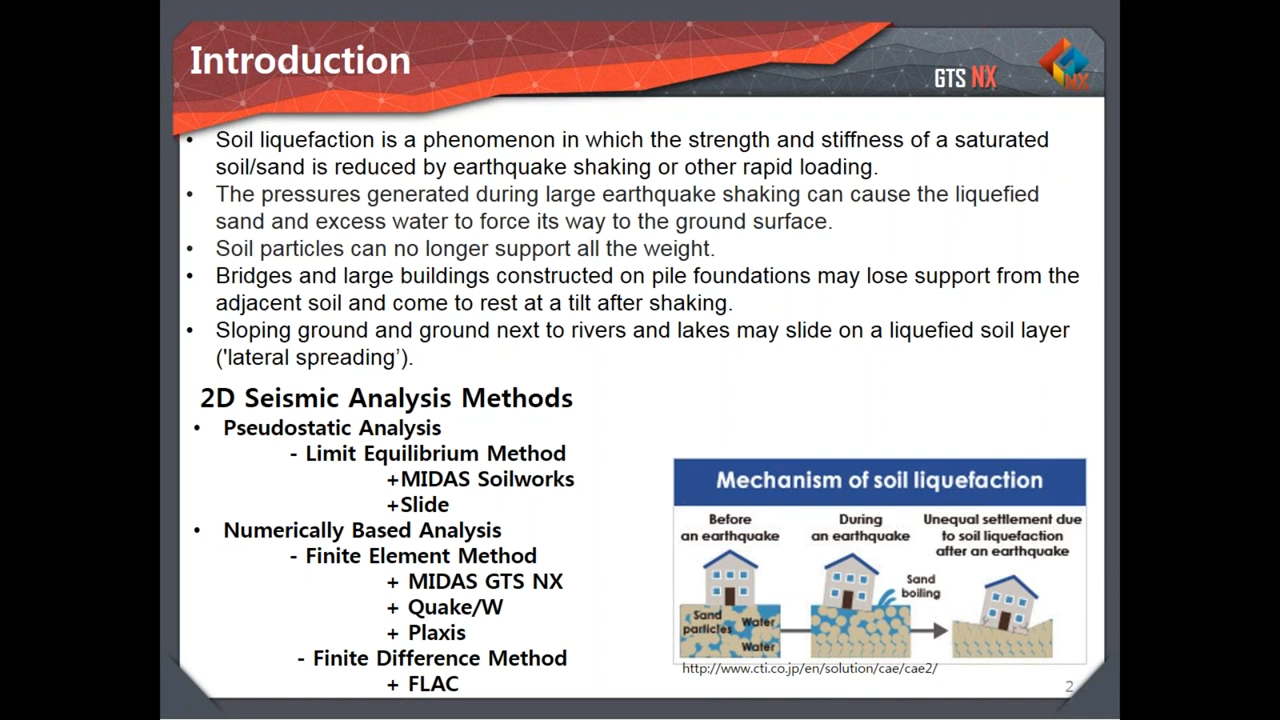 Introduction
GTS NX
NX
• Soil liquefaction is a phenomenon in which the strength and stiffness of a saturated
soil/sand is reduced by earthquake shaking or other rapid loading.
• The pressures generated during large earthquake shaking can cause the liquefied
sand and excess water to force its way to the ground surface.
• Soil particles can no longer support all the weight.
• Bridges and large buildings constructed on pile foundations may lose support from the
adjacent soil and come to rest at a tilt after shaking.
• Sloping ground and ground next to rivers and lakes may slide on a liquefied soil layer
('lateral spreading’).
2D Seismic Analysis Methods
• Pseudostatic Analysis
- Limit Equilibrium Method
+MIDAS Soilworks
+Slide
• Numerically Based Analysis
- Finite Element Method
+ MIDAS GTS NX
+ Quake/W
+ Plaxis
- Finite Difference Method
+ FLAC
Mechanism of soil liquefaction
Before
an earthquake
During
an earthquake
Unequal settlement due
to soil liquefaction
after an earthquake
Sand
boiling
Sand
particles
Water
Water
http://www.cti.co.jp/en/solution/cae/cae2/
2